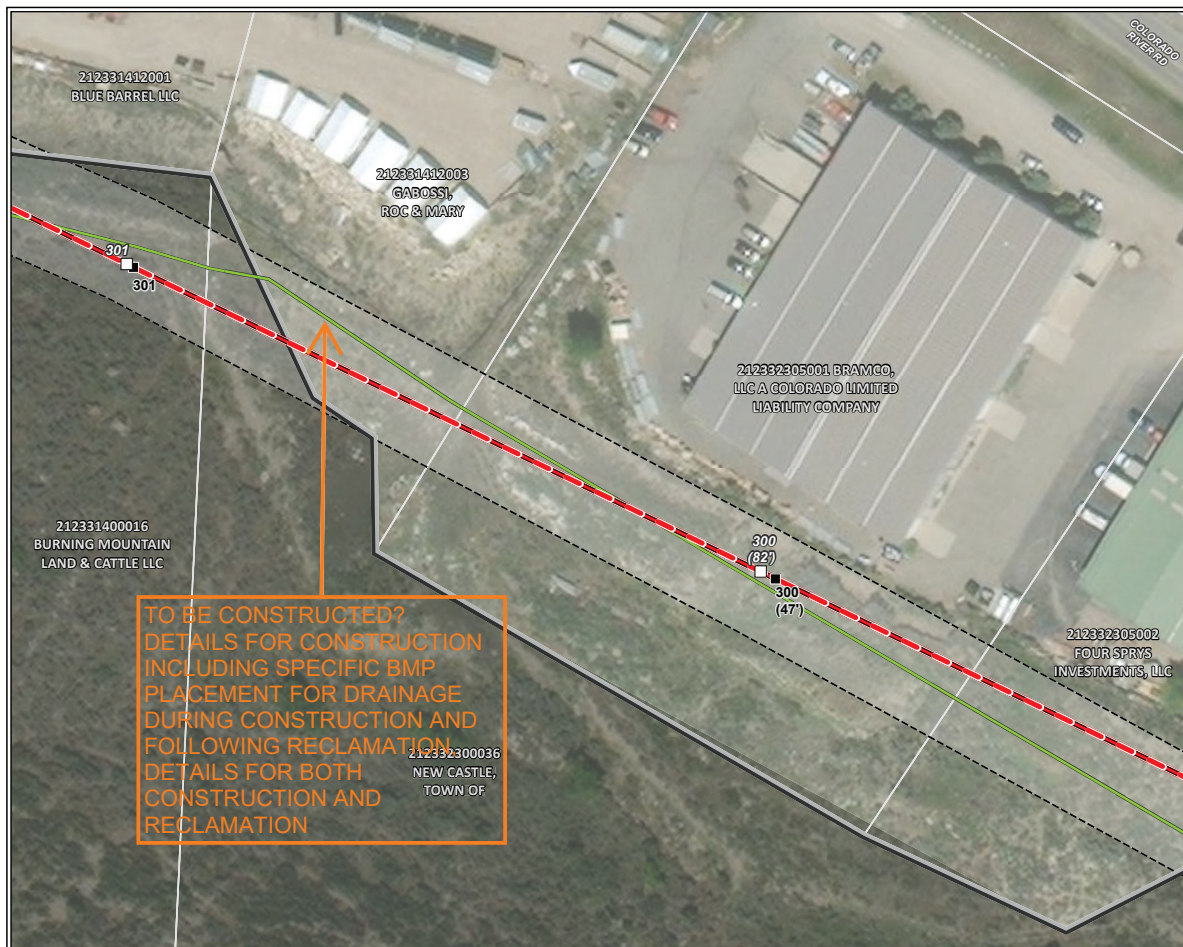 COLORADO
RIVER RD
212331412001
BLUE BARREL LLC
212331412003
GABOSSI,
ROC & MARY
301
301
212332305001 BRAMCO,
LLC A COLORADO LIMITED
LIABILITY COMPANY
212331400016
BURNING MOUNTAIN
LAND & CATTLE LLC
300
(82')
300
(47')
212332305002
FOUR SPRYS
INVESTMENTS, LLC
TO BE CONSTRUCTED?
DETAILS FOR CONSTRUCTION
INCLUDING SPECIFIC BMP
PLACEMENT FOR DRAINAGE
DURING CONSTRUCTION AND
FOLLOWING RECLAMATION.
DETAILS FOR BOTH
CONSTRUCTION AND
RECLAMATION
212332300036
NEW CASTLE,
TOWN OF